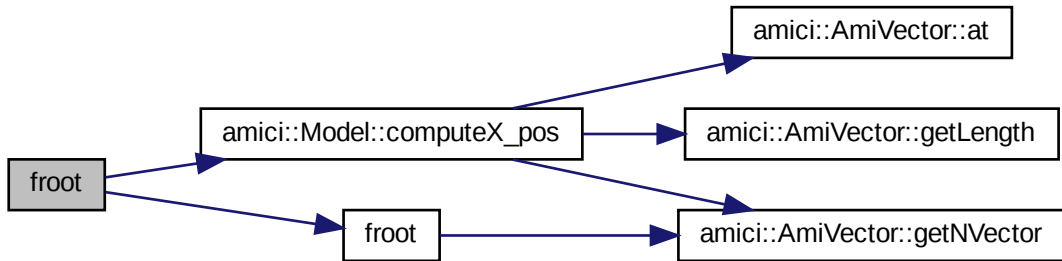 froot
amici::Model::computeX_pos
froot
amici::AmiVector::at
amici::AmiVector::getLength
amici::AmiVector::getNVector